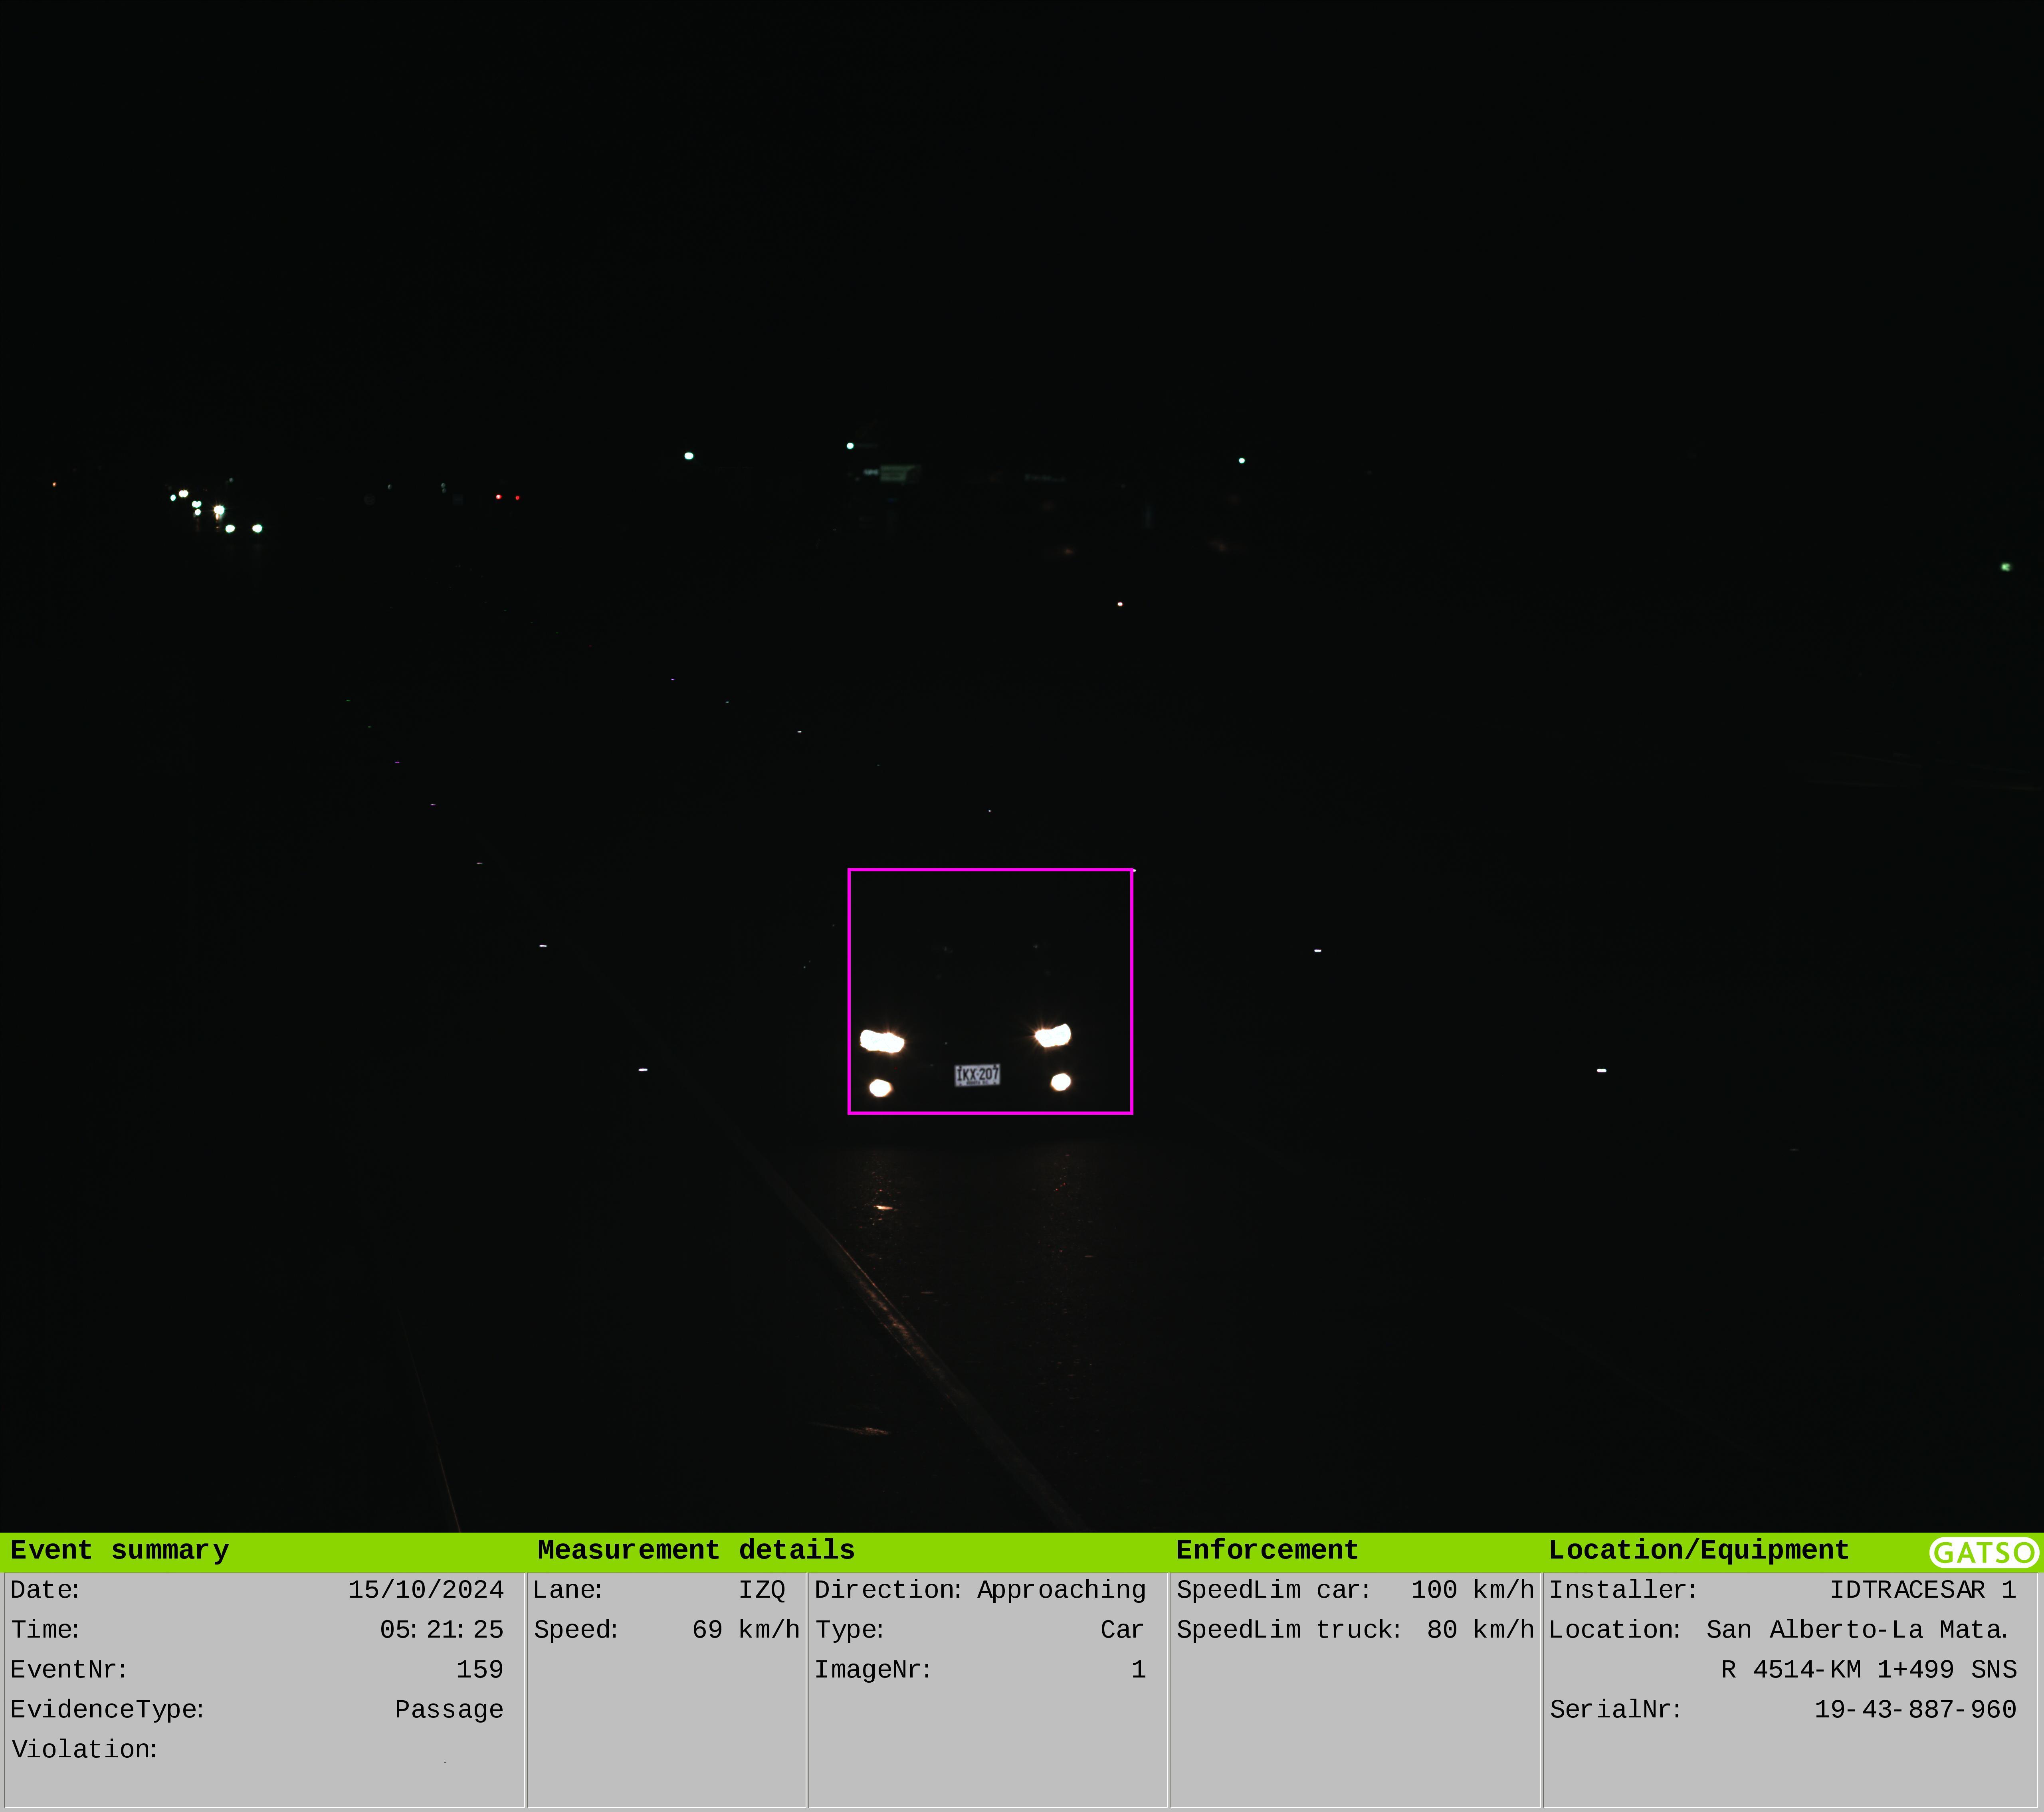 IKX-207
Event summary
Measurement details
Enforcement
Location/Equipment
GATSO
Date: 15/10/2024
Time: 05:21:25
EventNr: 159
EvidenceType: Passage
Violation:
Lane: IZQ
Speed: 69 km/h
Direction: Approaching
Type: Car
ImageNr: 1
SpeedLim car: 100 km/h
SpeedLim truck: 80 km/h
Installer: IDTRACESAR 1
Location: San Alberto-La Mata.
R 4514-KM 1+499 SNS
SerialNr: 19-43-887-960